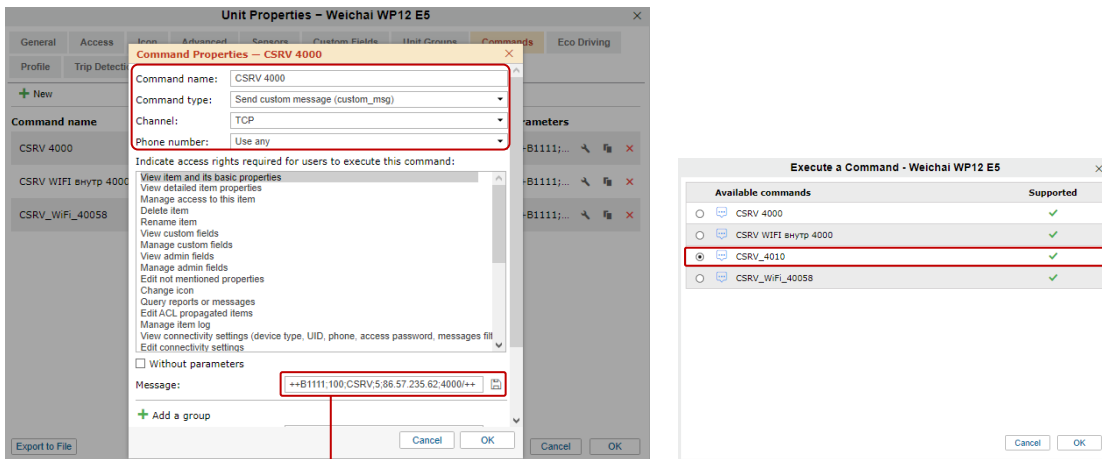 Unit Properties – Weichai WP12 E5
General Access Icon Advanced Sensors Custom Fields Unit Groups Commands Eco Driving
Profile Trip Detecti
New
Command name
rameters
CSRV 4000
+B1111;...
CSRV WIFI внутр 4000
+B1111;...
CSRV_WiFi_40058
+B1111;...
Export to File
Cancel OK
Command Properties — CSRV 4000
Command name: CSRV 4000
Command type: Send custom message (custom_msg)
Channel: TCP
Phone number: Use any
Indicate access rights required for users to execute this command:
View item and its basic properties
View detailed item properties
Manage access to this item
Delete item
Rename item
View custom fields
Manage custom fields
View admin fields
Manage admin fields
Edit not mentioned properties
Change icon
Query reports or messages
Edit ACL propagated items
Manage item log
View connectivity settings (device type, UID, phone, access password, messages filt
Edit connectivity settings
Without parameters
Message: ++B1111;100;CSRV;5;86.57.235.62;4000/++
Add a group
Cancel OK
Execute a Command - Weichai WP12 E5
Available commands Supported
CSRV 4000
CSRV WIFI внутр 4000
CSRV_4010
CSRV_WiFi_40058
Cancel OK